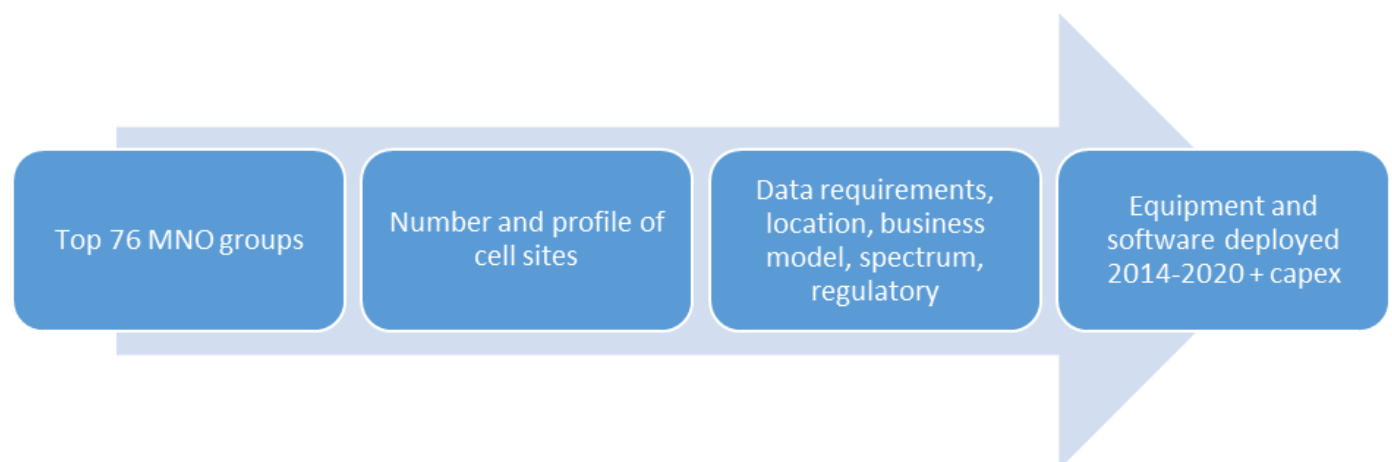 Top 76 MNO groups
Number and profile of
cell sites
Data requirements,
location, business
model, spectrum,
regulatory
Equipment and
software deployed
2014-2020 + capex